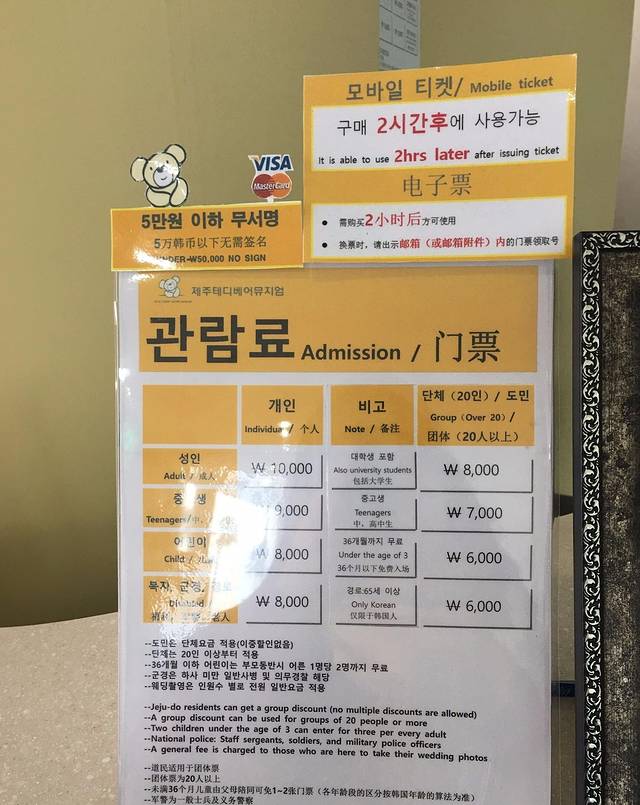 모바일 티켓/ Mobile ticket
구매 2시간후에 사용가능
It is able to use 2hrs later after issuing ticket
电子票
● 需购买2小时后方可使用
● 换票时，请出示邮箱（或邮箱附件）内的门票领取号
VISA
MasterCard
5만원 이하 무서명
5万韩币以下无需签名
UNDER ₩50,000 NO SIGN
제주테디베어뮤지엄
관람료 Admission / 门票
개인
Individual / 个人
비고
Note / 备注
단체（20인）/ 도민
Group (Over 20) /
团体（20人以上）
성인
Adult / 成人
₩ 10,000
대학생 포함
Also university students
包括大学生
₩ 8,000
중고생
Teenagers/中、
9,000
중고생
Teenagers
中，高中生
₩ 7,000
어린이
Child / 儿童
₩ 8,000
36개월까지 무료
Under the age of 3
36个月以下免费入场
₩ 6,000
복지, 군경, 경로
Disabled
老人
₩ 8,000
경로:65세 이상
Only Korean
仅限于韩国人
₩ 6,000
--도민은 단체요금 적용(이중할인없음)
--단체는 20인 이상부터 적용
--36개월 이하 어린이는 부모동반시 어른 1명당 2명까지 무료
--군경은 하사 미만 일반사병 및 의무경찰 해당
--웨딩촬영은 인원수 별로 전원 일반요금 적용
--Jeju-do residents can get a group discount (no multiple discounts are allowed)
--A group discount can be used for groups of 20 people or more
--Two children under the age of 3 can enter for three per every adult
--National police: Staff sergeants, soldiers, and military police officers
--A general fee is charged to those who are here to take their wedding photos
--道民适用于团体票
--团体票为20人以上
--未满36个月儿童由父母陪同可免1~2张门票（各年龄段的区分按韩国年龄的算法为准）
--军警为一般士兵及义务警察